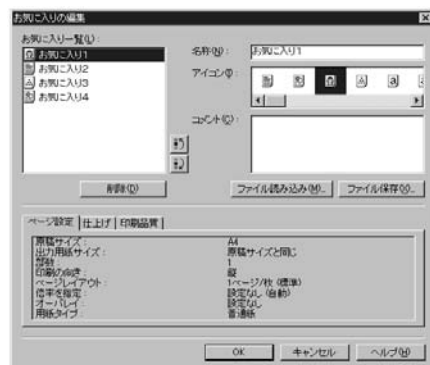 お気に入りの編集
お気に入り一覧(L):
お気に入り1
お気に入り2
お気に入り3
お気に入り4
名称(N):
お気に入り1
アイコン(I):
a
コメント(C):
削除(D)
ファイル読み込み(M)...
ファイル保存(S)...
ページ設定 仕上げ 印刷品質
原稿サイズ: A4
出力用紙サイズ: 原稿サイズと同じ
部数: 1
印刷の向き: 縦
ページレイアウト: 1ページ/枚 (標準)
倍率を指定: 設定なし (自動)
オーバレイ: 設定なし
用紙タイプ: 普通紙
OK キャンセル ヘルプ(H)